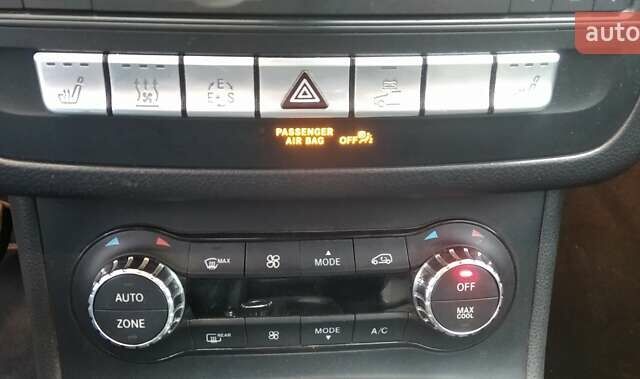 auto
E
E S
PASSENGER
AIR BAG OFF
MAX
MODE
AUTO
ZONE
OFF
MAX
COOL
REAR
MODE
A/C